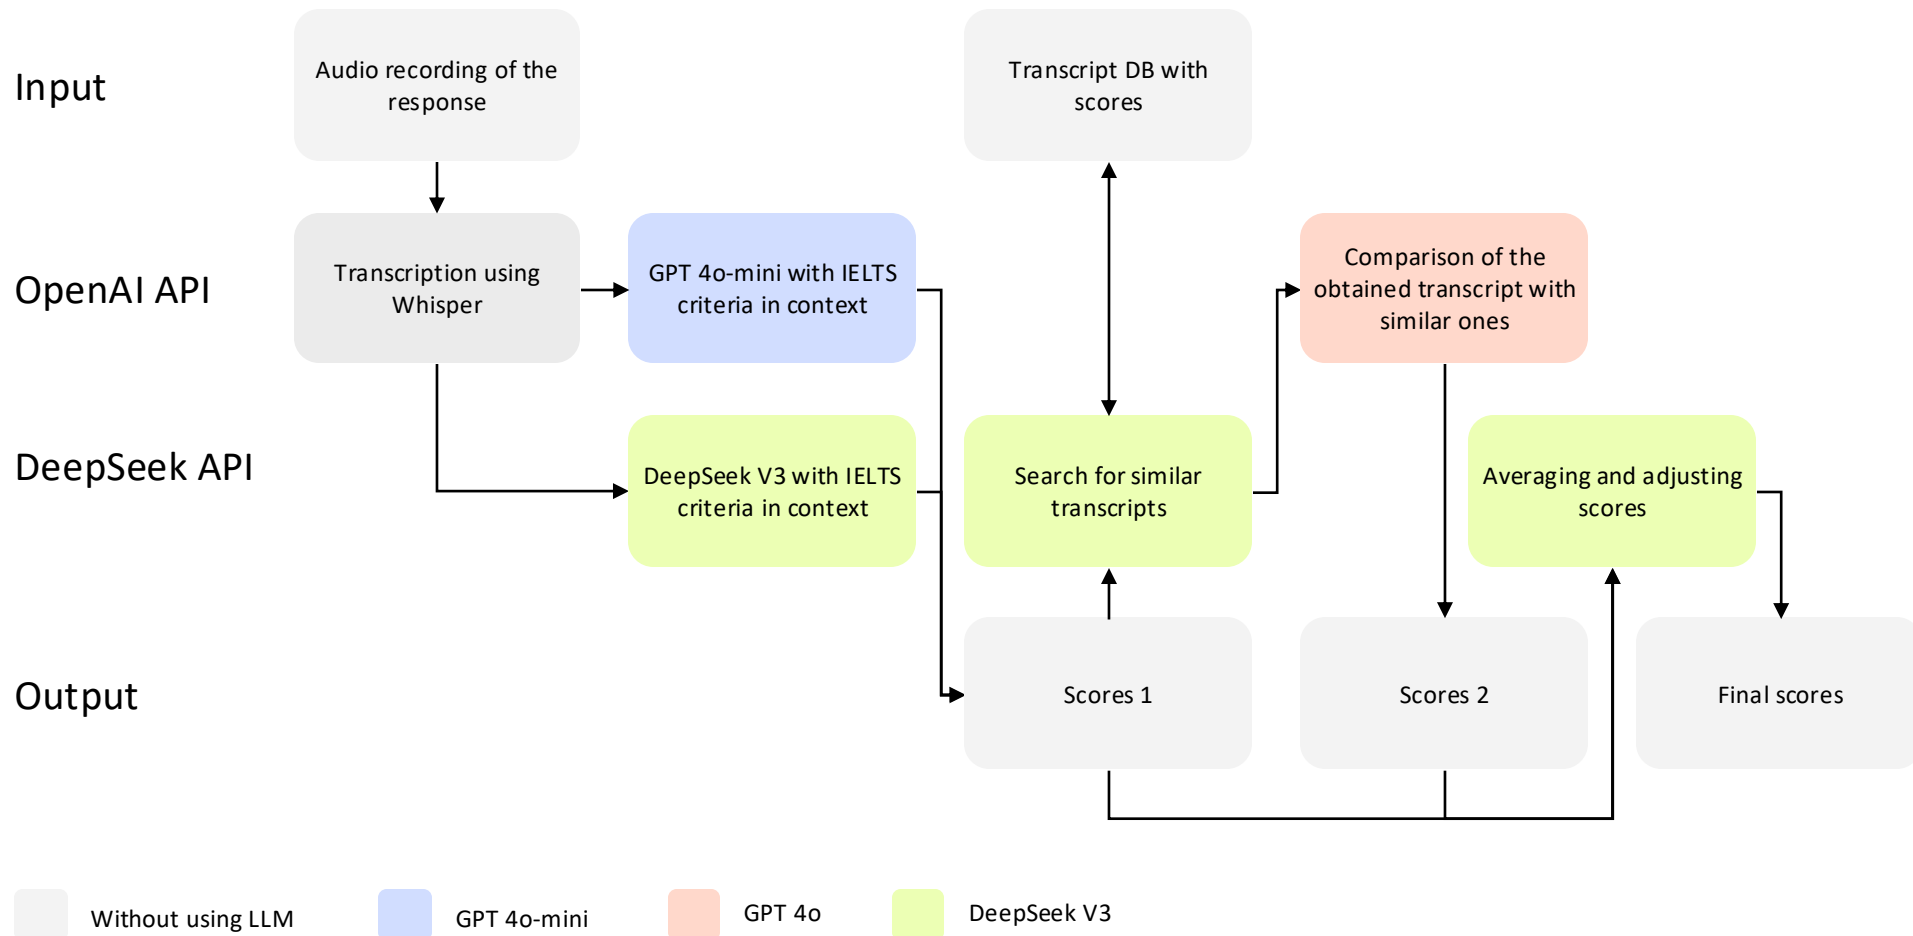 Input
Audio recording of the
response
Transcript DB with
scores
OpenAI API
Transcription using
Whisper
GPT 4o-mini with IELTS
criteria in context
Comparison of the
obtained transcript with
similar ones
DeepSeek API
DeepSeek V3 with IELTS
criteria in context
Search for similar
transcripts
Averaging and adjusting
scores
Output
Scores 1
Scores 2
Final scores
Without using LLM
GPT 4o-mini
GPT 4o
DeepSeek V3